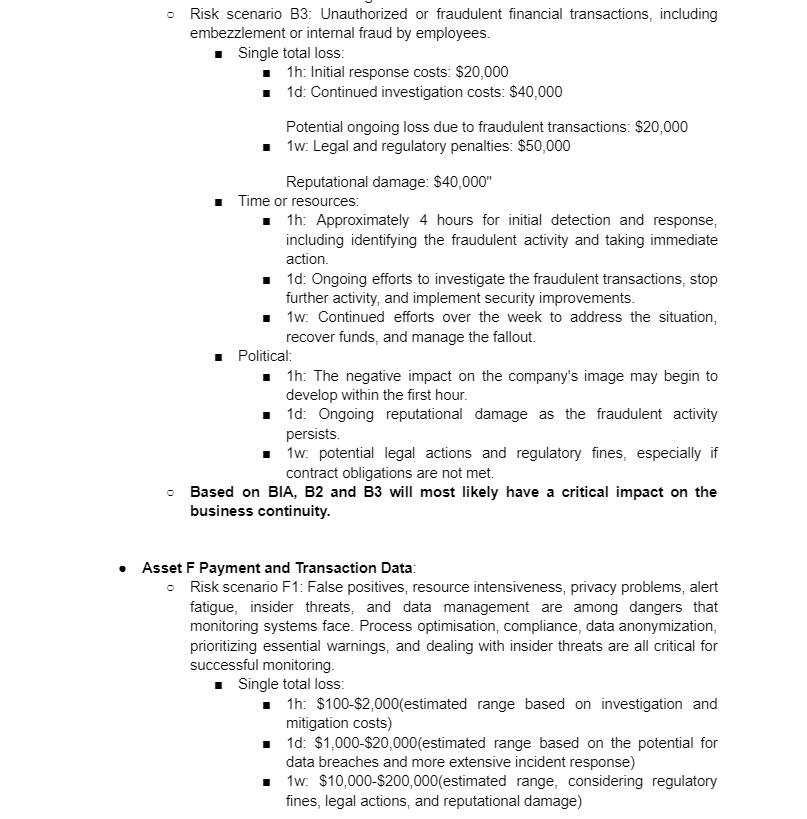 ○ Risk scenario B3: Unauthorized or fraudulent financial transactions, including
embezzlement or internal fraud by employees.
■ Single total loss:
■ 1h: Initial response costs: $20,000
■ 1d: Continued investigation costs: $40,000
Potential ongoing loss due to fraudulent transactions: $20,000
■ 1w: Legal and regulatory penalties: $50,000
Reputational damage: $40,000"
■ Time or resources:
■ 1h: Approximately 4 hours for initial detection and response,
including identifying the fraudulent activity and taking immediate
action.
■ 1d: Ongoing efforts to investigate the fraudulent transactions, stop
further activity, and implement security improvements.
■ 1w: Continued efforts over the week to address the situation,
recover funds, and manage the fallout.
■ Political:
■ 1h: The negative impact on the company's image may begin to
develop within the first hour.
■ 1d: Ongoing reputational damage as the fraudulent activity
persists.
■ 1w: potential legal actions and regulatory fines, especially if
contract obligations are not met.
○ Based on BIA, B2 and B3 will most likely have a critical impact on the
business continuity.
● Asset F Payment and Transaction Data:
○ Risk scenario F1: False positives, resource intensiveness, privacy problems, alert
fatigue, insider threats, and data management are among dangers that
monitoring systems face. Process optimisation, compliance, data anonymization,
prioritizing essential warnings, and dealing with insider threats are all critical for
successful monitoring.
■ Single total loss:
■ 1h: $100-$2,000(estimated range based on investigation and
mitigation costs)
■ 1d: $1,000-$20,000(estimated range based on the potential for
data breaches and more extensive incident response)
■ 1w: $10,000-$200,000(estimated range, considering regulatory
fines, legal actions, and reputational damage)